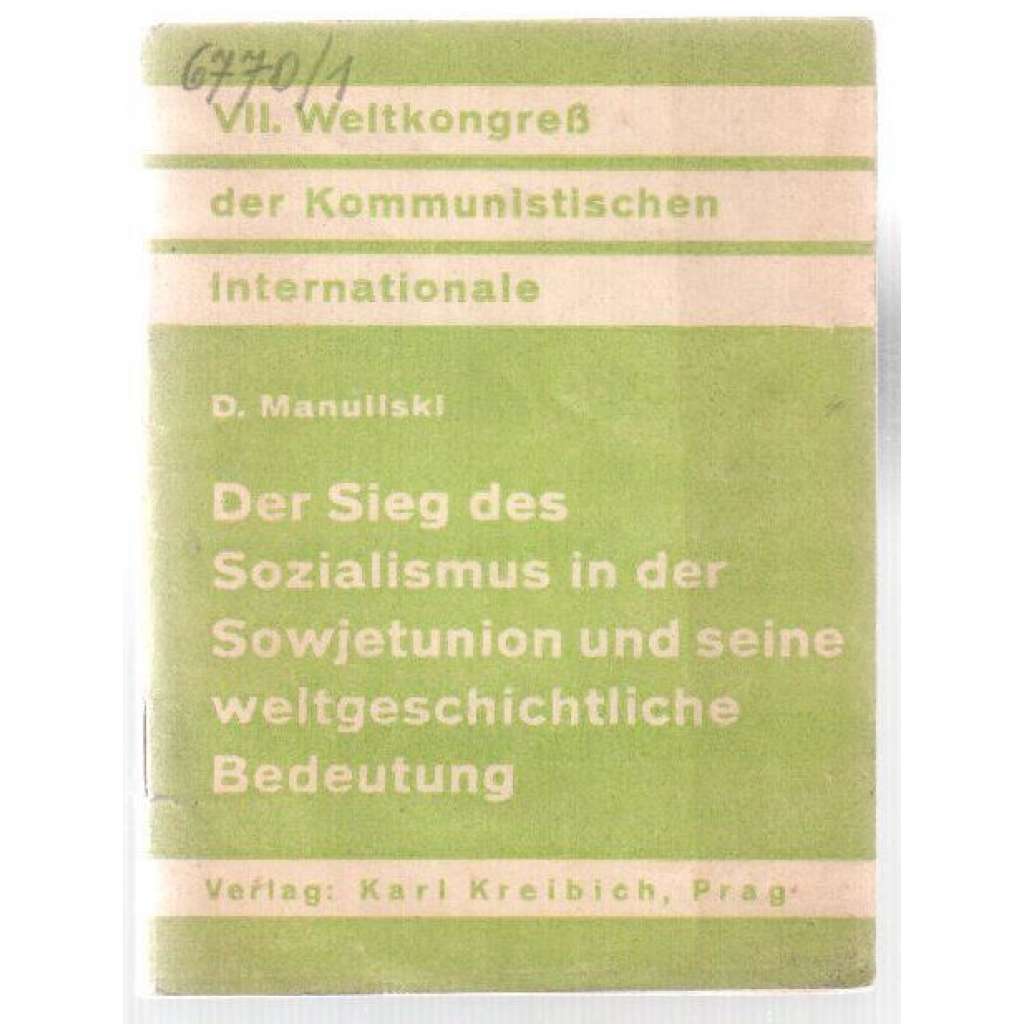 6770/1
VII. Weltkongreß
der Kommunistischen
Internationale
D. Manuilski
Der Sieg des
Sozialismus in der
Sowjetunion und seine
weltgeschichtliche
Bedeutung
Verlag: Karl Kreibich, Prag